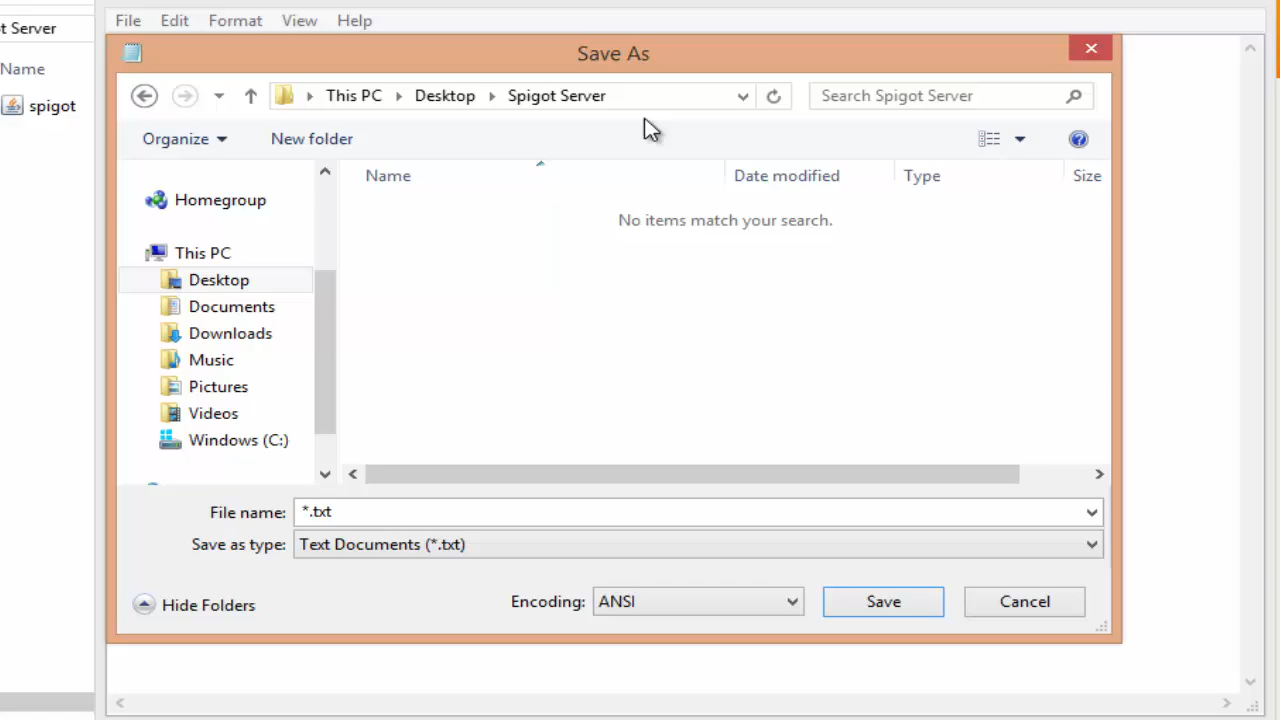 File Edit Format View Help
t Server
Save As
This PC Desktop Spigot Server
Search Spigot Server
Name
spigot
Organize New folder
Name Date modified Type Size
No items match your search.
Homegroup
This PC
Desktop
Documents
Downloads
Music
Pictures
Videos
Windows (C:)
File name: *.txt
Save as type: Text Documents (*.txt)
Hide Folders Encoding: ANSI Save Cancel